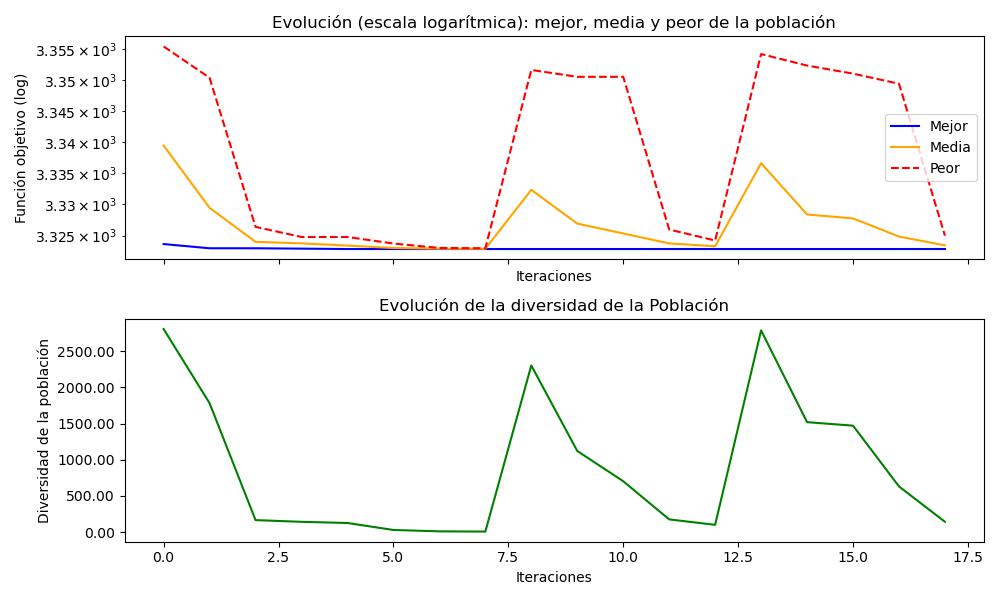 Evolución (escala logarítmica): mejor, media y peor de la población
Función objetivo (log)
3.355 × 10³
3.35 × 10³
3.345 × 10³
3.34 × 10³
3.335 × 10³
3.33 × 10³
3.325 × 10³
Mejor
Media
Peor
Iteraciones
Evolución de la diversidad de la Población
Diversidad de la población
2500.00
2000.00
1500.00
1000.00
500.00
0.00
0.0 2.5 5.0 7.5 10.0 12.5 15.0 17.5
Iteraciones